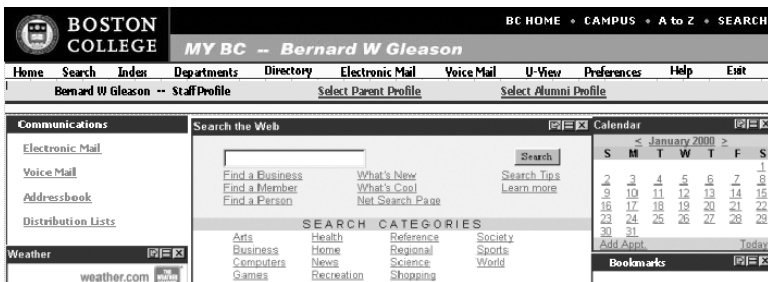 BOSTON
COLLEGE
BC HOME • CAMPUS • A to Z • SEARCH
MY BC -- Bernard W Gleason
Home Search Index Departments Directory Electronic Mail Voice Mail U-View Preferences Help Exit
Bernard W Gleason -- Staff Profile Select Parent Profile Select Alumni Profile
Communications
Electronic Mail
Voice Mail
Addressbook
Distribution Lists
Weather
weather.com
Search the Web
Search
Find a Business What's New Search Tips
Find a Member What's Cool Learn more
Find a Person Net Search Page
SEARCH CATEGORIES
Arts Health Reference Society
Business Home Regional Sports
Computers News Science World
Games Recreation Shopping
Calendar
< January 2000 >
S M T W T F S
1
2 3 4 5 6 7 8
9 10 11 12 13 14 15
16 17 18 19 20 21 22
23 24 25 26 27 28 29
30 31
Add Appt. Today
Bookmarks